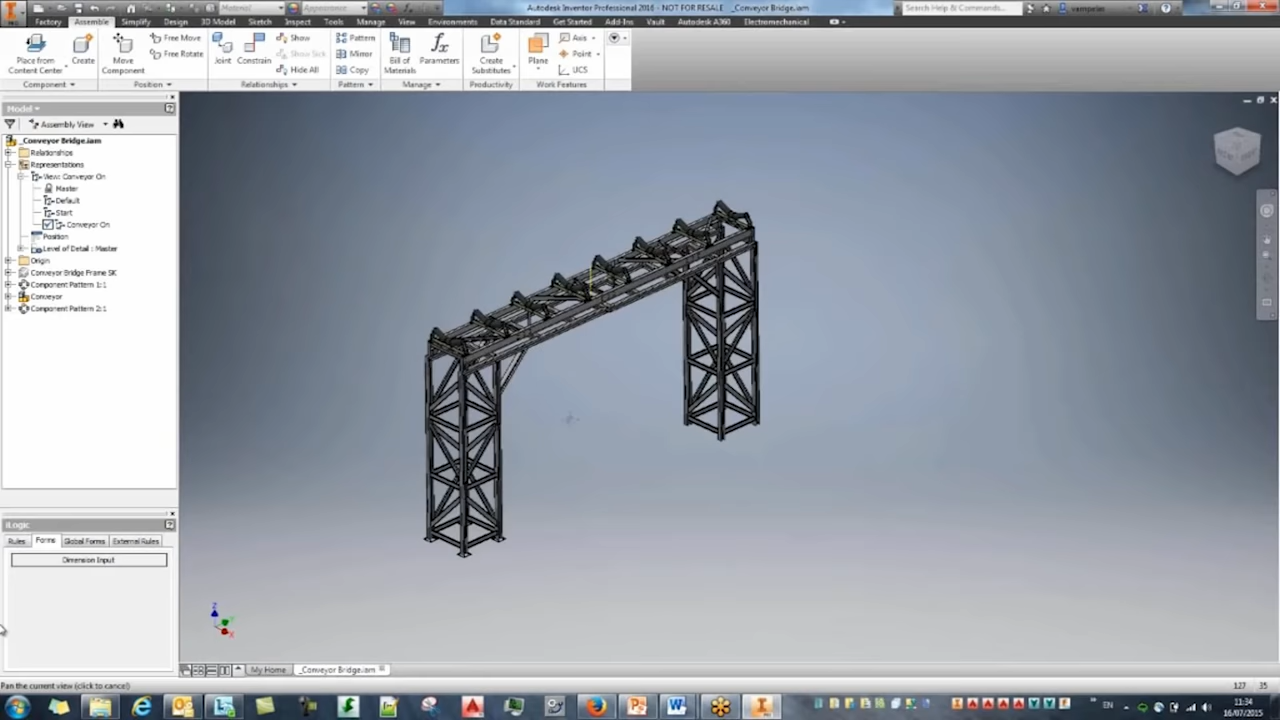 Autodesk Inventor Professional 2016 - NOT FOR RESALE _Conveyor Bridge.iam
Search Help & Commands...
Material
Appearance
Factory Assemble Simplify Design 3D Model Sketch Inspect Tools Manage View Environments Data Standard Get Started Add-Ins Vault Autodesk A360 Electromechanical
Place from Content Center
Create
Move Component
Free Move
Free Rotate
Joint
Constrain
Show
Show Sick
Hide All
Pattern
Mirror
Copy
Bill of Materials
Parameters
Create Substitutes
Plane
Axis
Point
UCS
Component
Position
Relationships
Pattern
Manage
Productivity
Work Features
Model
Assembly View
_Conveyor Bridge.iam
Relationships
Representations
View: Conveyor On
Master
Default
Start
Conveyor On
Position
Level of Detail : Master
Origin
Conveyor Bridge Frame SK
Component Pattern 1:1
Conveyor
Component Pattern 2:1
iLogic
Rules Forms Global Forms External Rules
Dimension Input
My Home
_Conveyor Bridge.iam
Pan the current view (click to cancel)
127 35
EN
11:34
16/07/2015